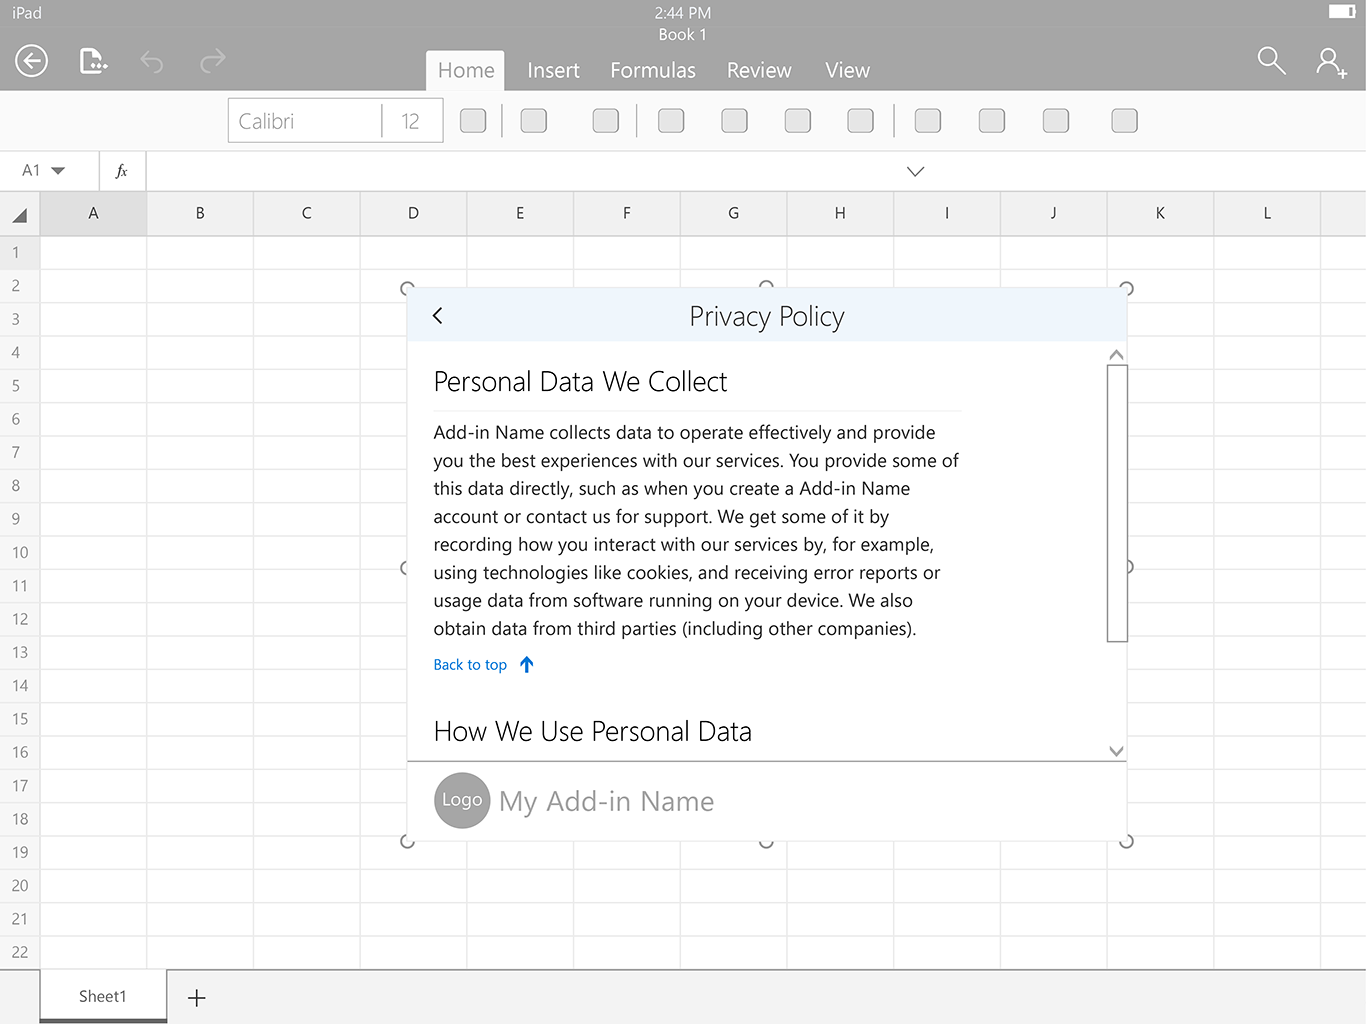 iPad
2:44 PM
Book 1
Home Insert Formulas Review View
Calibri 12
A1 fx
A B C D E F G H I J K L
1
2
Privacy Policy
3
4
Personal Data We Collect
5
6
Add-in Name collects data to operate effectively and provide
7
you the best experiences with our services. You provide some of
8
this data directly, such as when you create a Add-in Name
9
account or contact us for support. We get some of it by
10
recording how you interact with our services by, for example,
11
using technologies like cookies, and receiving error reports or
12
usage data from software running on your device. We also
13
obtain data from third parties (including other companies).
14
Back to top
15
How We Use Personal Data
16
17
Logo My Add-in Name
18
19
20
21
22
Sheet1 +